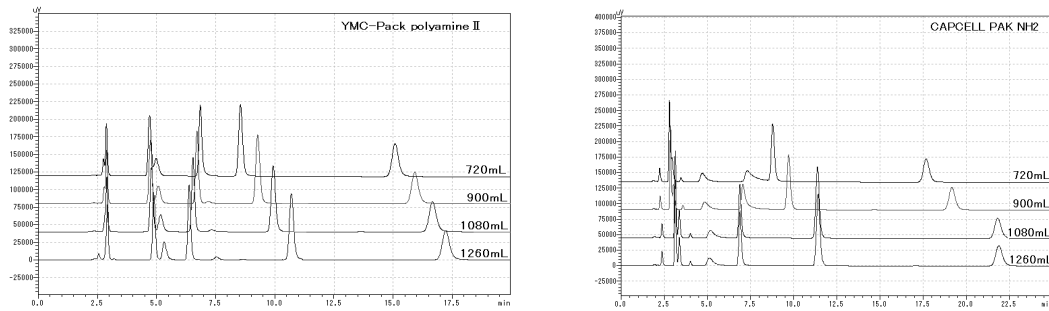 uV
YMC-Pack polyamine Ⅱ
325000
300000
275000
250000
225000
200000
175000
150000
125000
100000
75000
50000
25000
0
-25000
720mL
900mL
1080mL
1260mL
0.0 2.5 5.0 7.5 10.0 12.5 15.0 17.5 min
uV
CAPCELL PAK NH2
400000
375000
350000
325000
300000
275000
250000
225000
200000
175000
150000
125000
100000
75000
50000
25000
0
-25000
-50000
720mL
900mL
1080mL
1260mL
0.0 2.5 5.0 7.5 10.0 12.5 15.0 17.5 20.0 22.5 min